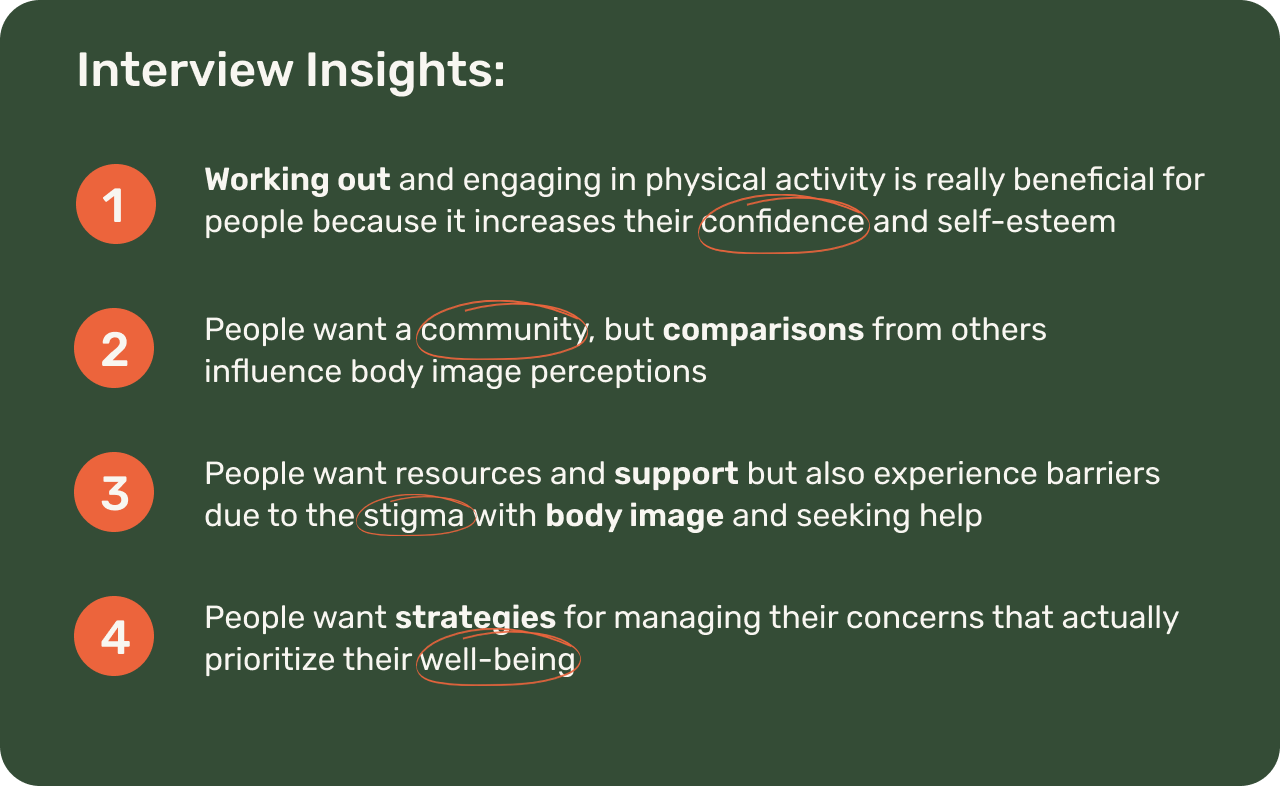 Interview Insights:
1
Working out and engaging in physical activity is really beneficial for
people because it increases their confidence and self-esteem
2
People want a community, but comparisons from others
influence body image perceptions
3
People want resources and support but also experience barriers
due to the stigma with body image and seeking help
4
People want strategies for managing their concerns that actually
prioritize their well-being